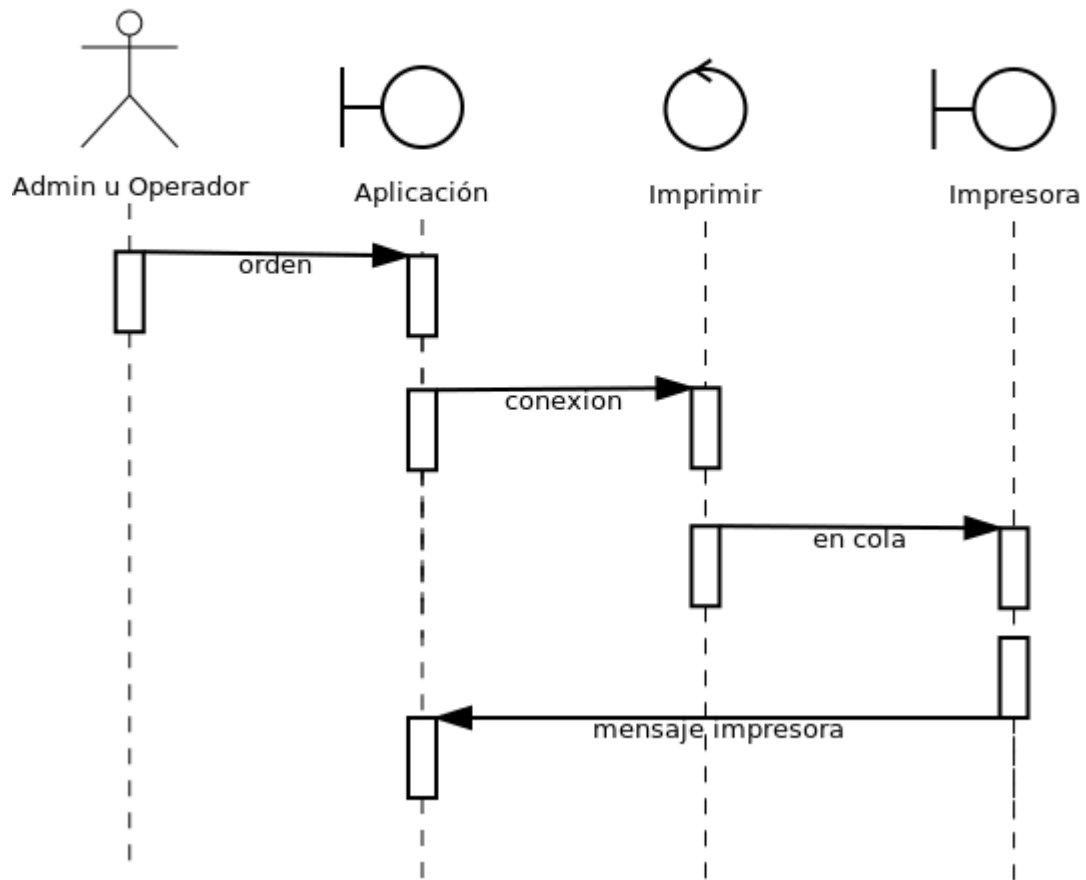 Admin u Operador
Aplicación
Imprimir
Impresora
orden
conexion
en cola
mensaje impresora